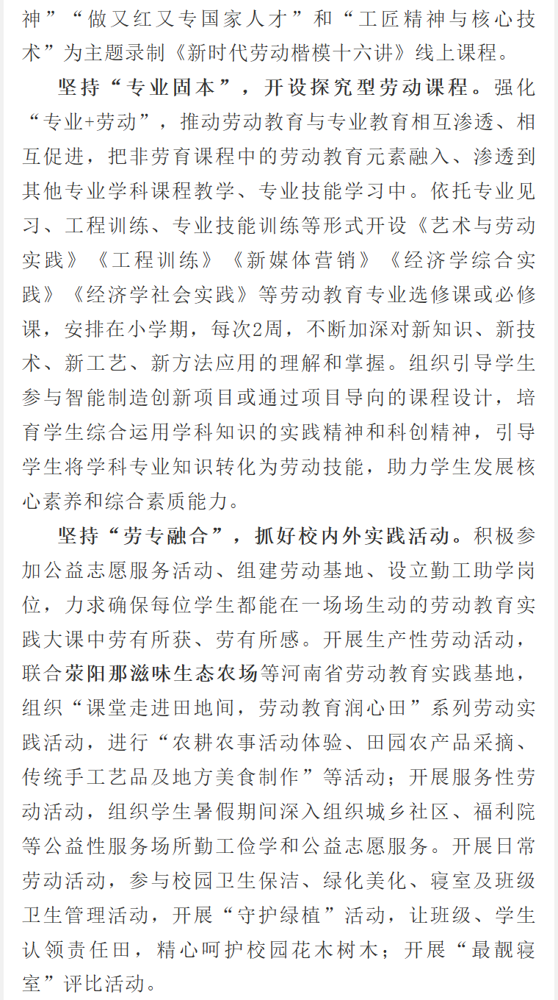 神”“做又红又专国家人才”和“工匠精神与核心技
术”为主题录制《新时代劳动楷模十六讲》线上课程。
坚持“专业固本”，开设探究型劳动课程。强化
“专业+劳动”，推动劳动教育与专业教育相互渗透、相
互促进，把非劳育课程中的劳动教育元素融入、渗透到
其他专业学科课程教学、专业技能学习中。依托专业见
习、工程训练、专业技能训练等形式开设《艺术与劳动
实践》《工程训练》《新媒体营销》《经济学综合实
践》《经济学社会实践》等劳动教育专业选修课或必修
课，安排在小学期，每次2周，不断加深对新知识、新技
术、新工艺、新方法应用的理解和掌握。组织引导学生
参与智能制造创新项目或通过项目导向的课程设计，培
育学生综合运用学科知识的实践精神和科创精神，引导
学生将学科专业知识转化为劳动技能，助力学生发展核
心素养和综合素质能力。
坚持“劳专融合”，抓好校内外实践活动。积极参
加公益志愿服务活动、组建劳动基地、设立勤工助学岗
位，力求确保每位学生都能在一场场生动的劳动教育实
践大课中劳有所获、劳有所感。开展生产性劳动活动，
联合荥阳那滋味生态农场等河南省劳动教育实践基地，
组织“课堂走进田地间，劳动教育润心田”系列劳动实
践活动，进行“农耕农事活动体验、田园农产品采摘、
传统手工艺品及地方美食制作”等活动；开展服务性劳
动活动，组织学生暑假期间深入组织城乡社区、福利院
等公益性服务场所勤工俭学和公益志愿服务。开展日常
劳动活动，参与校园卫生保洁、绿化美化、寝室及班级
卫生管理活动，开展“守护绿植”活动，让班级、学生
认领责任田，精心呵护校园花木树木；开展“最靓寝
室”评比活动。